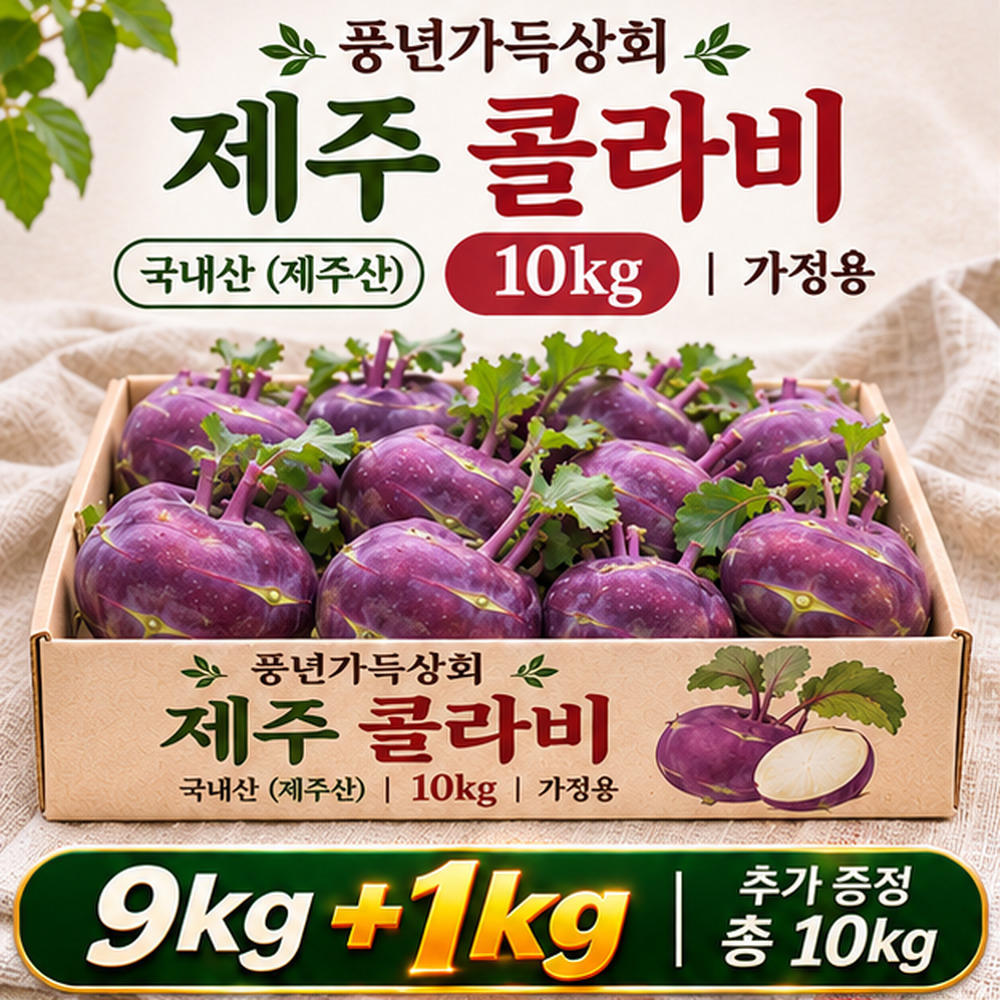 풍년가득상회
제주 콜라비
국내산 (제주산) 10kg | 가정용
풍년가득상회
제주 콜라비
국내산 (제주산) | 10kg | 가정용
9kg +1kg | 추가 증정
총 10kg